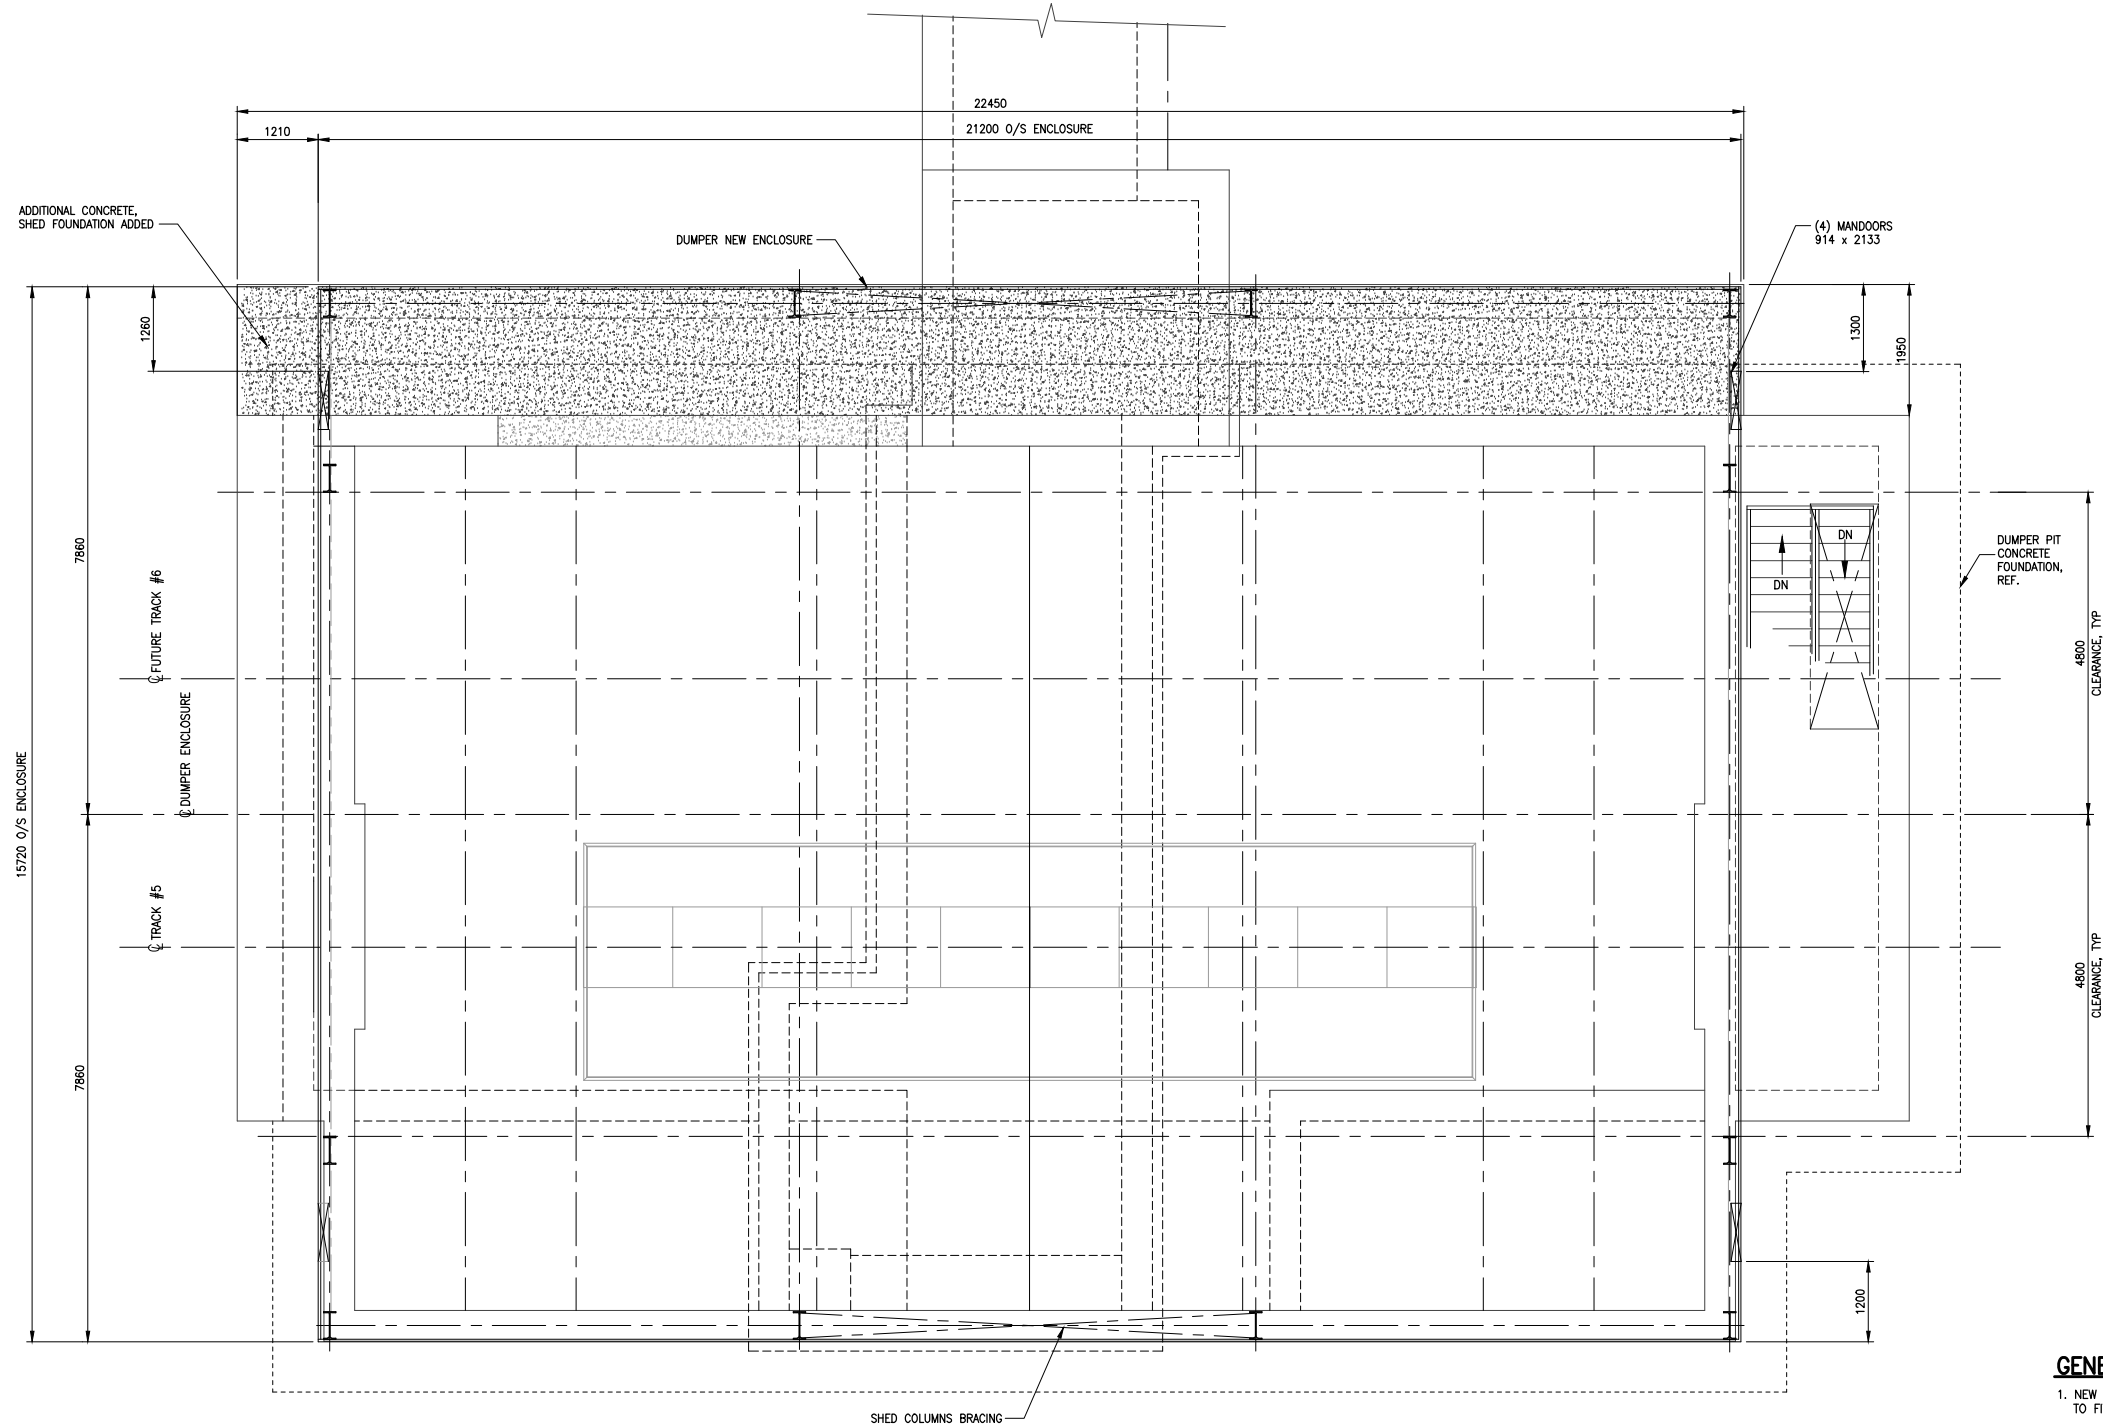 22450
1210
21200 O/S ENCLOSURE
ADDITIONAL CONCRETE,
SHED FOUNDATION ADDED
DUMPER NEW ENCLOSURE
(4) MANDOORS
914 x 2133
1260
1300
1950
7860
℄ FUTURE TRACK #6
℄ DUMPER ENCLOSURE
15720 O/S ENCLOSURE
℄ TRACK #5
7860
DN
DN
DUMPER PIT
CONCRETE
FOUNDATION,
REF.
4800
CLEARANCE, TYP
4800
CLEARANCE, TYP
1200
SHED COLUMNS BRACING
GENE
1. NEW
TO FI